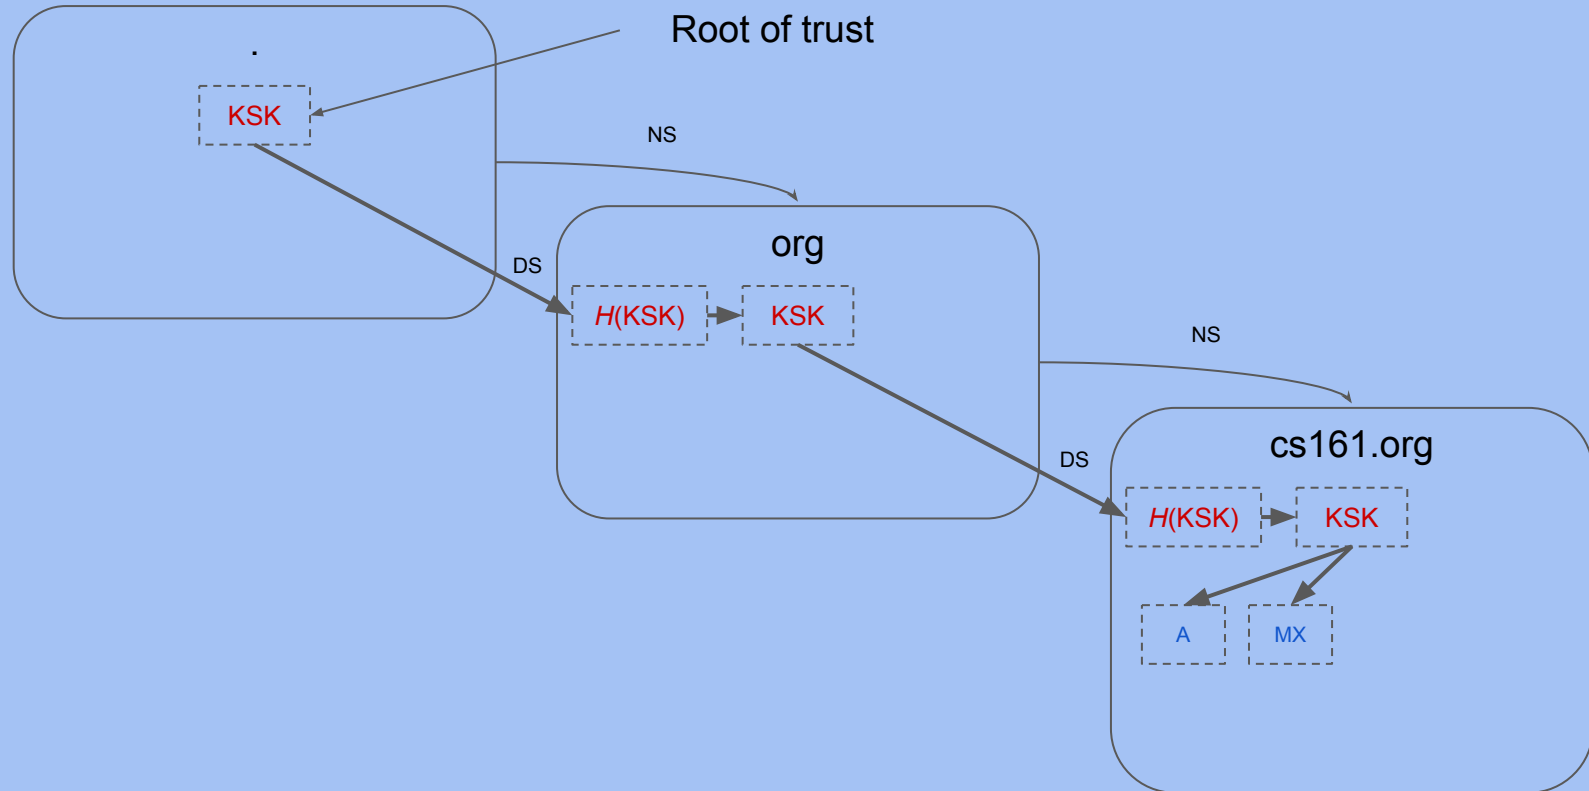 .
Root of trust
KSK
NS
org
DS
H(KSK)
KSK
NS
cs161.org
DS
H(KSK)
KSK
A
MX